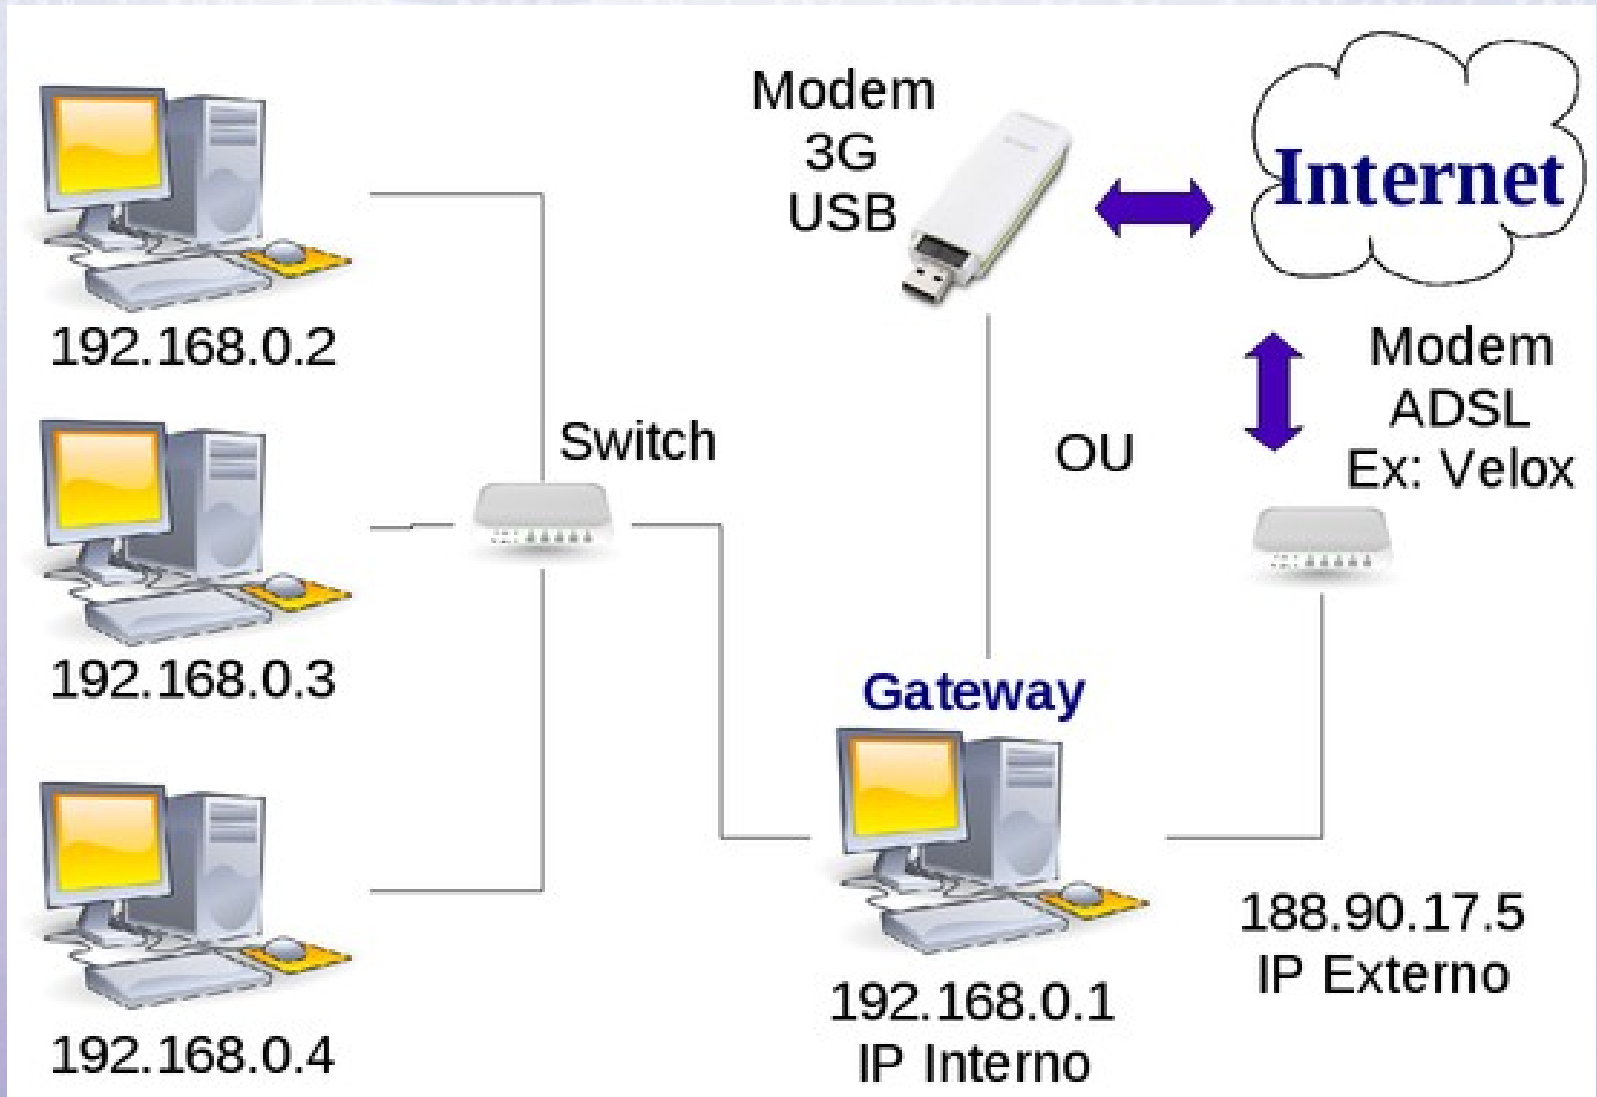 Modem
3G
USB
Internet
192.168.0.2
Modem
ADSL
Ex: Velox
Switch
OU
192.168.0.3
Gateway
188.90.17.5
IP Externo
192.168.0.1
IP Interno
192.168.0.4